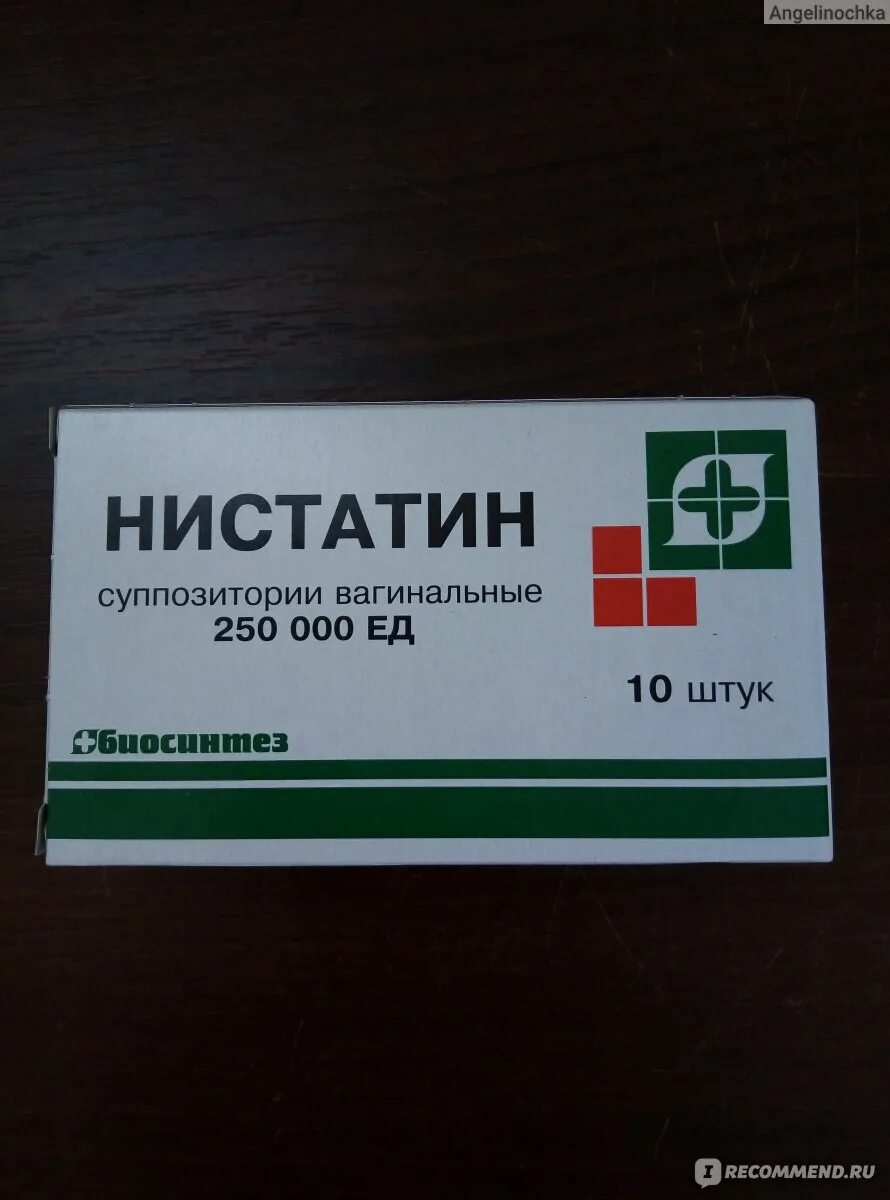 Angelinochka
НИСТАТИН
суппозитории вагинальные
250 000 ЕД
10 штук
биосинтез
I RECOMMEND.RU